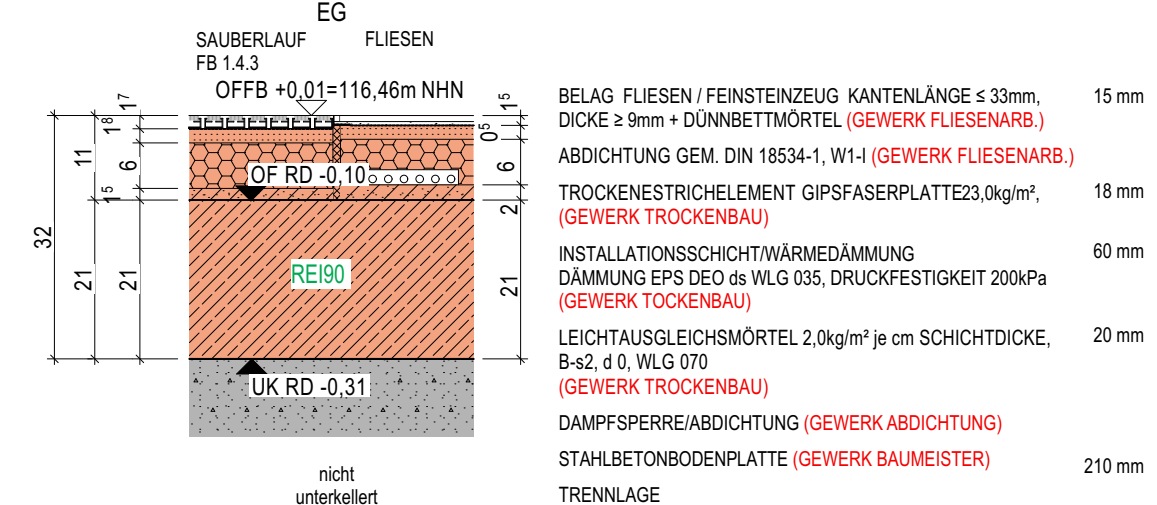 EG
SAUBERLAUF
FLIESEN
FB 1.4.3
OFFB +0,01=116,46m NHN
1⁷
1⁸
11
6
1⁵
32
21
21
OF RD -0,10
REI90
UK RD -0,31
1⁵
0⁵
6
2
21
nicht
unterkellert
BELAG FLIESEN / FEINSTEINZEUG KANTENLÄNGE ≤ 33mm, 15 mm
DICKE ≥ 9mm + DÜNNBETTMÖRTEL (GEWERK FLIESENARB.)
ABDICHTUNG GEM. DIN 18534-1, W1-I (GEWERK FLIESENARB.)
TROCKENESTRICHELEMENT GIPSFASERPLATTE23,0kg/m², 18 mm
(GEWERK TROCKENBAU)
INSTALLATIONSSCHICHT/WÄRMEDÄMMUNG 60 mm
DÄMMUNG EPS DEO ds WLG 035, DRUCKFESTIGKEIT 200kPa
(GEWERK TOCKENBAU)
LEICHTAUSGLEICHSMÖRTEL 2,0kg/m² je cm SCHICHTDICKE, 20 mm
B-s2, d 0, WLG 070
(GEWERK TROCKENBAU)
DAMPFSPERRE/ABDICHTUNG (GEWERK ABDICHTUNG)
STAHLBETONBODENPLATTE (GEWERK BAUMEISTER) 210 mm
TRENNLAGE